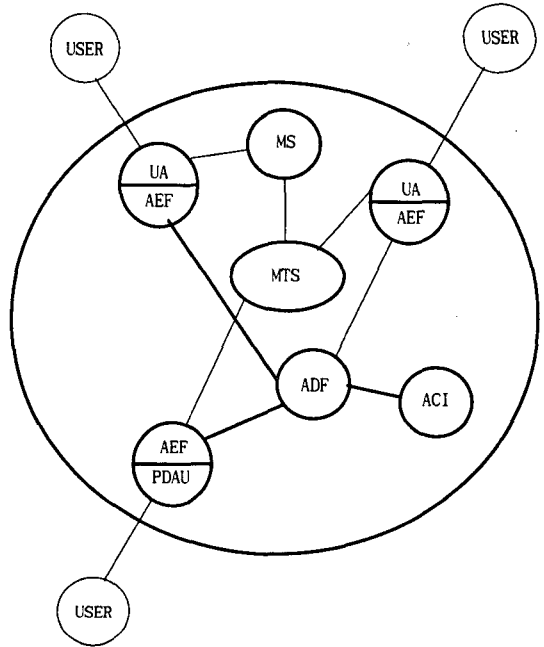 USER
USER
MS
UA
AEF
UA
AEF
MTS
ADF
ACI
AEF
PDAU
USER